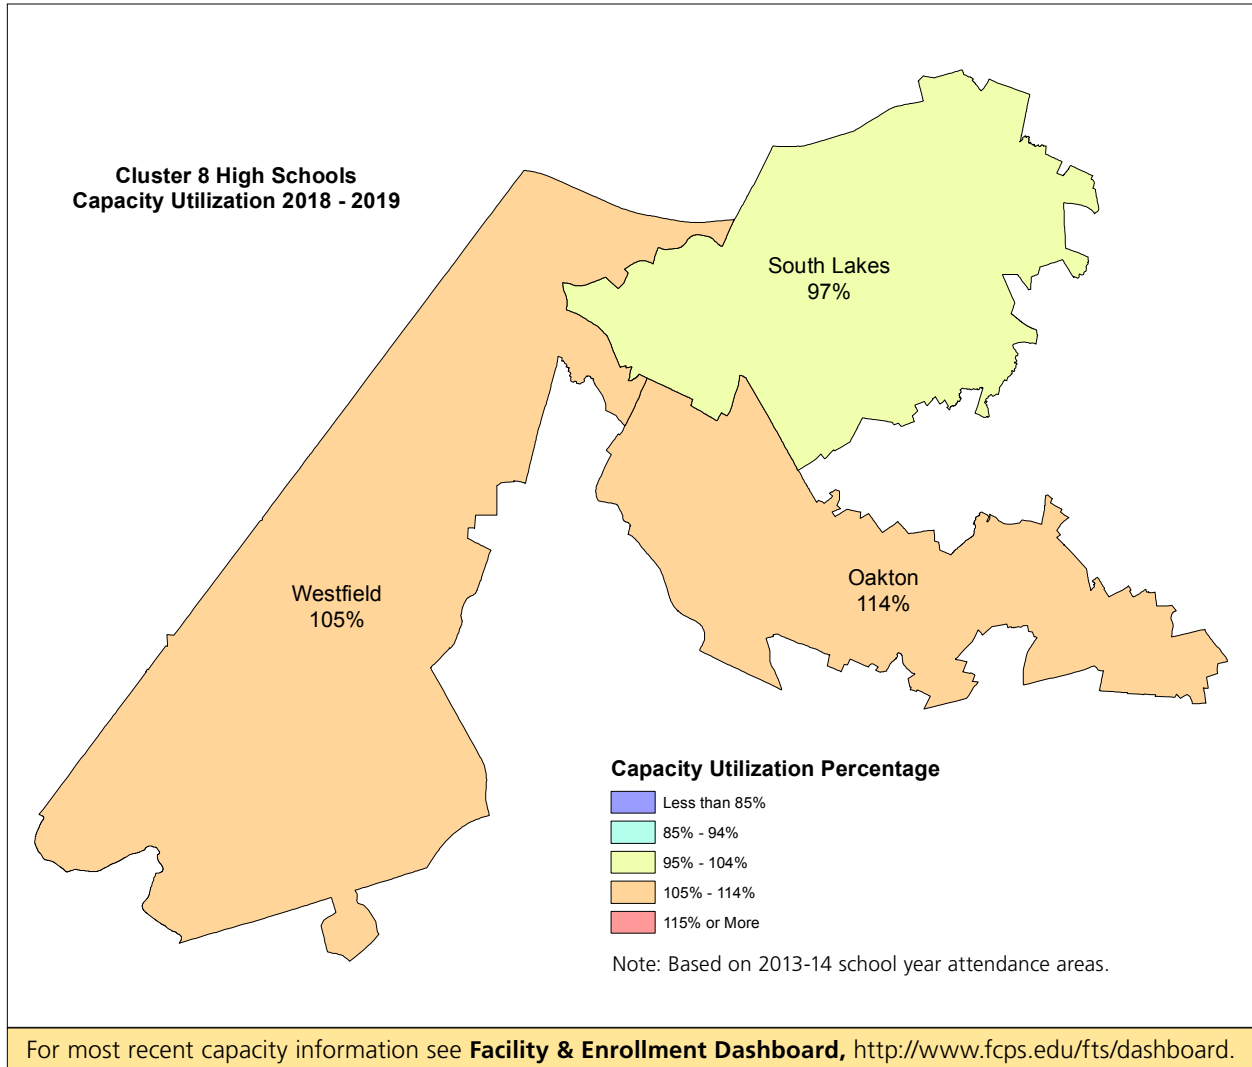 Cluster 8 High Schools
Capacity Utilization 2018 - 2019
South Lakes
97%
Westfield
105%
Oakton
114%
Capacity Utilization Percentage
Less than 85%
85% - 94%
95% - 104%
105% - 114%
115% or More
Note: Based on 2013-14 school year attendance areas.
For most recent capacity information see Facility & Enrollment Dashboard, http://www.fcps.edu/fts/dashboard.